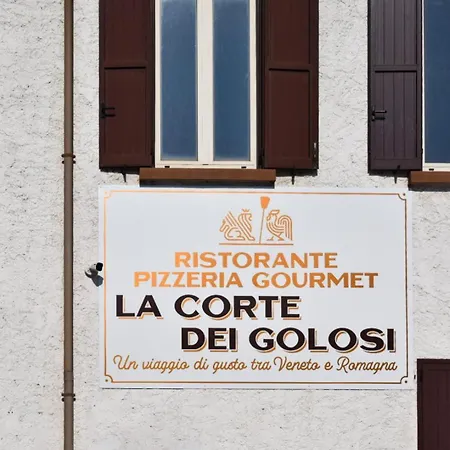 RISTORANTE
PIZZERIA GOURMET
LA CORTE
DEI GOLOSI
Un viaggio di gusto tra Veneto e Romagna